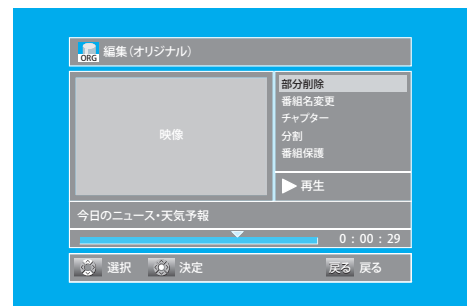 ORG 編集(オリジナル)
映像
部分削除
番組名変更
チャプター
分割
番組保護
再生
今日のニュース・天気予報
0:00:29
選択 決定 戻る 戻る